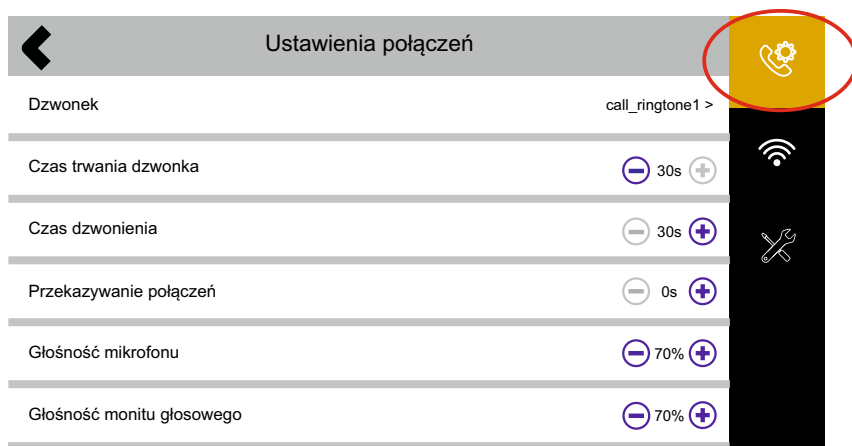 Ustawienia połączeń
Dzwonek call_ringtone1 >
Czas trwania dzwonka 30s
Czas dzwonienia 30s
Przekazywanie połączeń 0s
Głośność mikrofonu 70%
Głośność monitu głosowego 70%